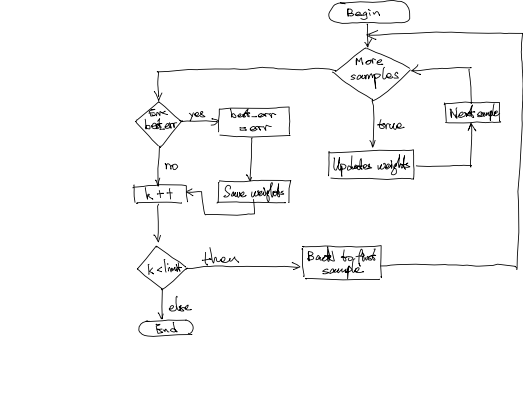 Begin
More
samples
true
Updates weights
Next sample
Err<
best_err
yes
best_err
= err
Save weights
no
k++
k < limit
then
Back to first
sample
else
End